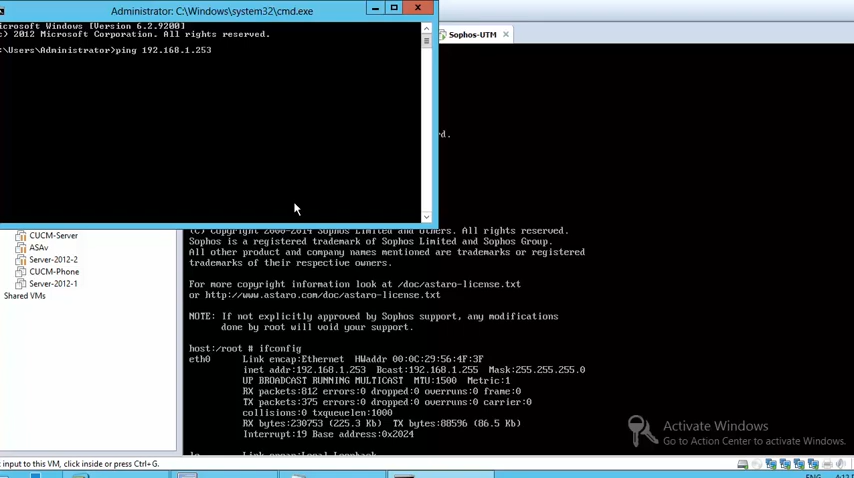 Administrator: C:\Windows\system32\cmd.exe
icrosoft Windows [Version 6.2.9200]
c) 2012 Microsoft Corporation. All rights reserved.
:\Users\Administrator>ping 192.168.1.253
Sophos-UTM
rd.
CUCM-Server
ASAv
Server-2012-2
CUCM-Phone
Server-2012-1
Shared VMs
(C) Copyright 2000-2014 Sophos Limited and others. All rights reserved.
Sophos is a registered trademark of Sophos Limited and Sophos Group.
All other product and company names mentioned are trademarks or registered
trademarks of their respective owners.
For more copyright information look at /doc/astaro-license.txt
or http://www.astaro.com/doc/astaro-license.txt
NOTE: If not explicitly approved by Sophos support, any modifications
done by root will void your support.
host:/root # ifconfig
eth0 Link encap:Ethernet HWaddr 00:0C:29:56:4F:3F
inet addr:192.168.1.253 Bcast:192.168.1.255 Mask:255.255.255.0
UP BROADCAST RUNNING MULTICAST MTU:1500 Metric:1
RX packets:812 errors:0 dropped:0 overruns:0 frame:0
TX packets:375 errors:0 dropped:0 overruns:0 carrier:0
collisions:0 txqueuelen:1000
RX bytes:230753 (225.3 Kb) TX bytes:88596 (86.5 Kb)
Interrupt:19 Base address:0x2024
lo Link encap:Local Loopback
Activate Windows
Go to Action Center to activate Windows.
input to this VM, click inside or press Ctrl+G.